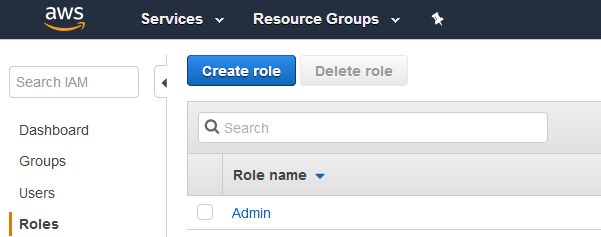 aws Services Resource Groups
Search IAM
Create role Delete role
Search
Dashboard
Groups
Users
Roles
Role name
Admin